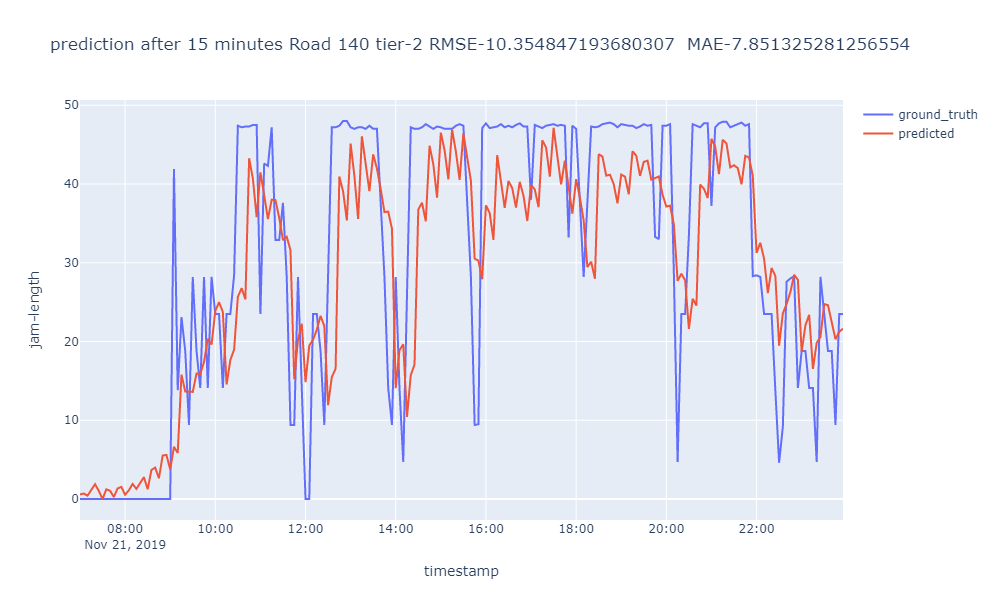 prediction after 15 minutes Road 140 tier-2 RMSE-10.354847193680307 MAE-7.851325281256554
ground_truth
predicted
50
40
30
20
10
0
jam-length
08:00 10:00 12:00 14:00 16:00 18:00 20:00 22:00
Nov 21, 2019
timestamp